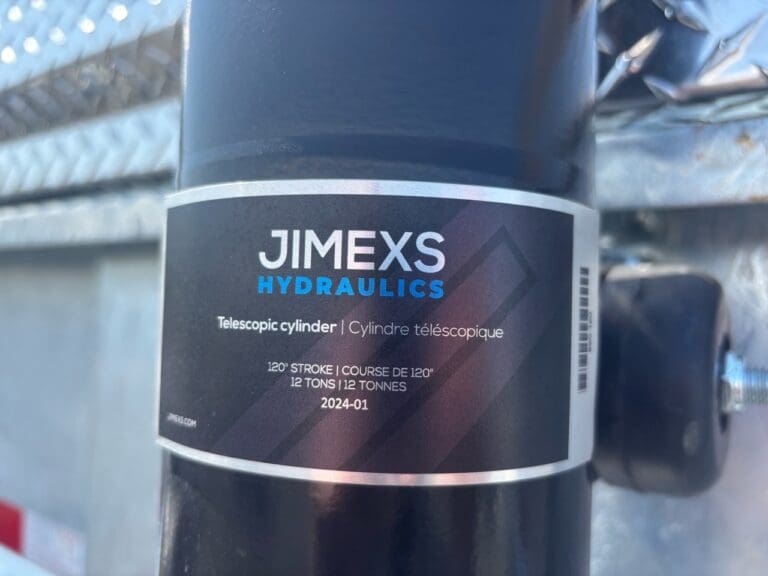 JIMEXS
HYDRAULICS
Telescopic cylinder | Cylindre téléscopique
120" STROKE | COURSE DE 120"
12 TONS | 12 TONNES
2024-01
JIMEXS.COM